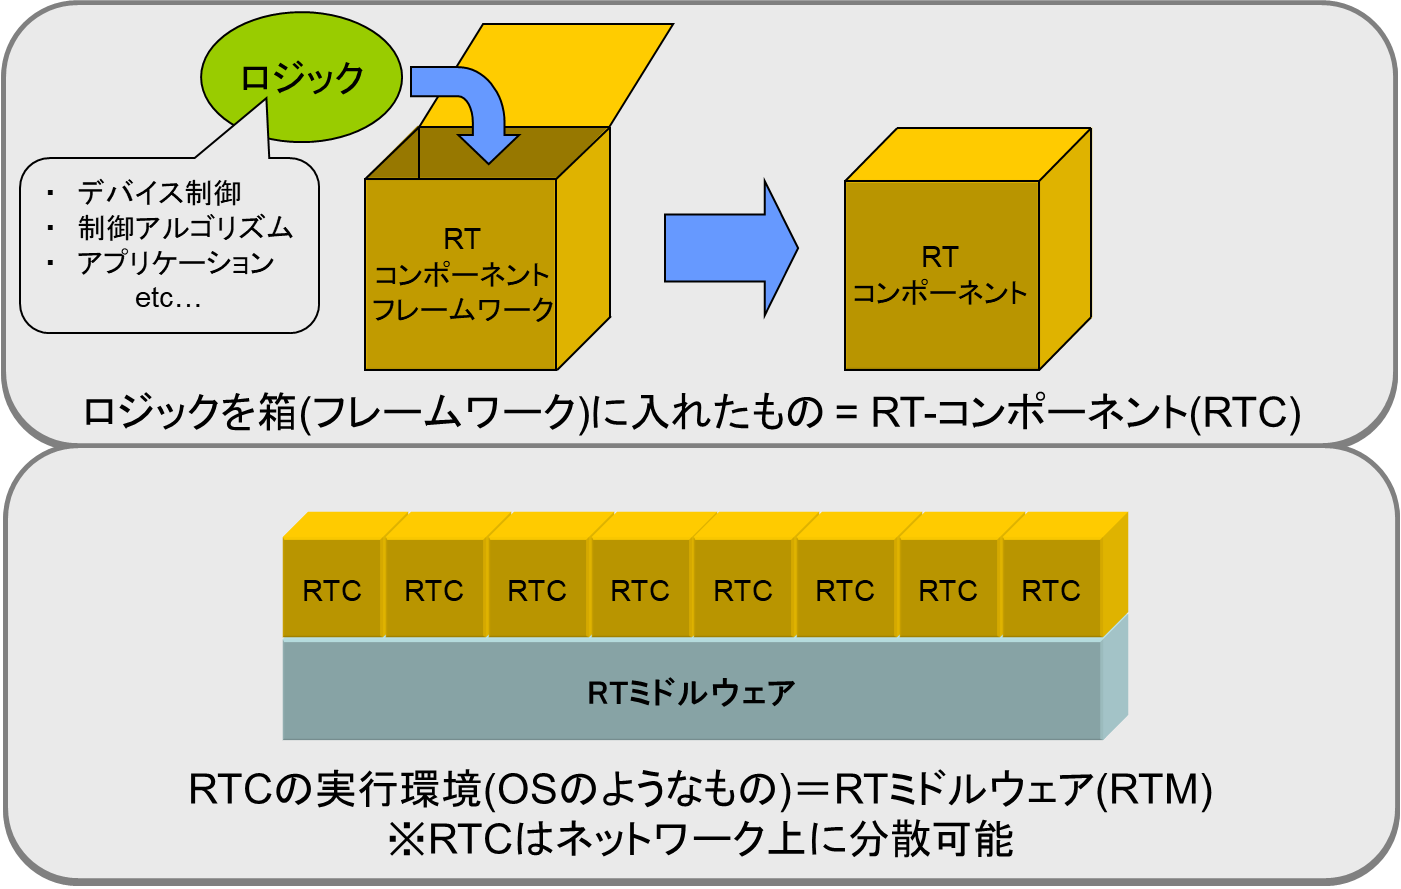 ロジック
・ デバイス制御
・ 制御アルゴリズム
・ アプリケーション
etc…
RT
コンポーネント
フレームワーク
RT
コンポーネント
ロジックを箱(フレームワーク)に入れたもの = RT-コンポーネント(RTC)
RTC RTC RTC RTC RTC RTC RTC RTC
RTミドルウェア
RTCの実行環境(OSのようなもの)＝RTミドルウェア(RTM)
※RTCはネットワーク上に分散可能